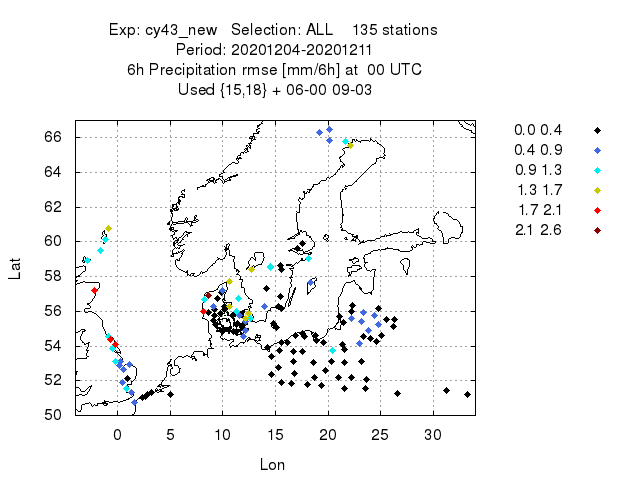 Exp: cy43_new   Selection: ALL    135 stations
Period: 20201204-20201211
6h Precipitation rmse [mm/6h] at  00 UTC
Used {15,18} + 06-00 09-03
0.0 0.4
0.4 0.9
0.9 1.3
1.3 1.7
1.7 2.1
2.1 2.6
Lat
66
64
62
60
58
56
54
52
50
0 5 10 15 20 25 30
Lon